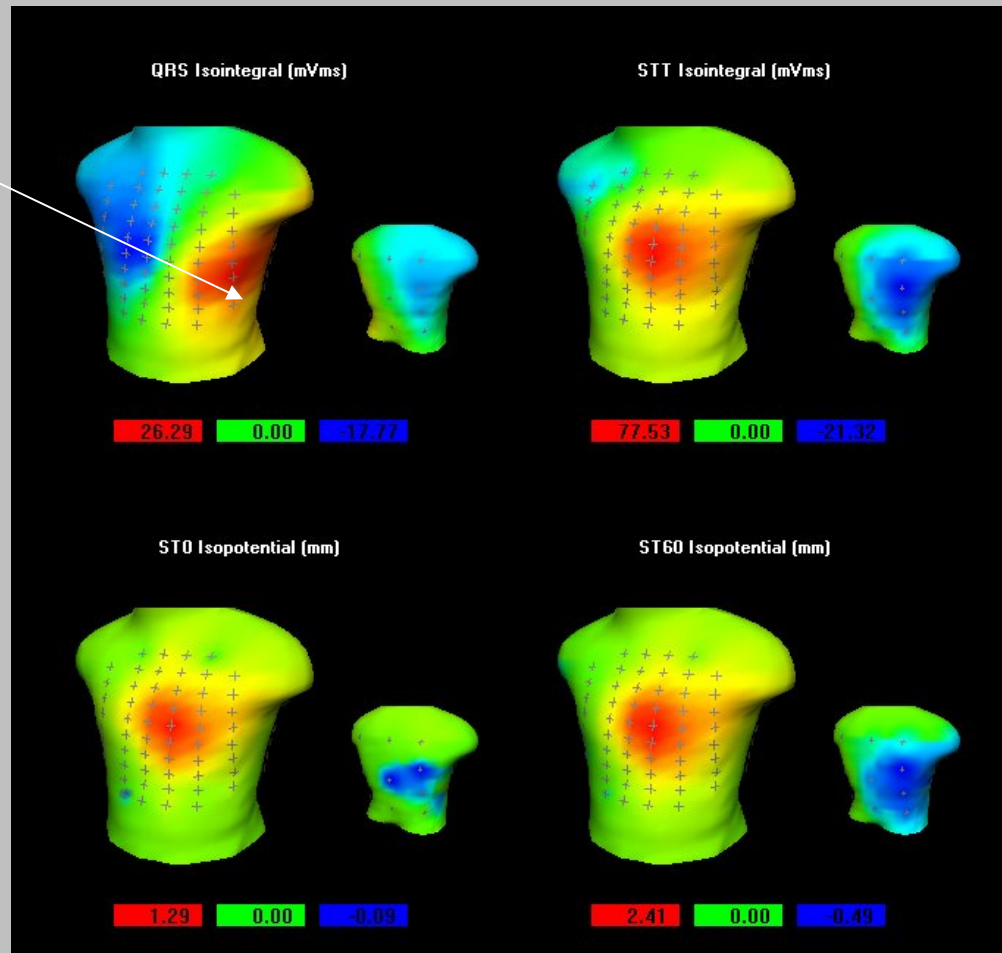 QRS Isointegral (mVms)
STT Isointegral (mVms)
26.29 0.00 -17.77
77.53 0.00 -21.32
ST0 Isopotential (mm)
ST60 Isopotential (mm)
1.29 0.00 -0.09
2.41 0.00 -0.49